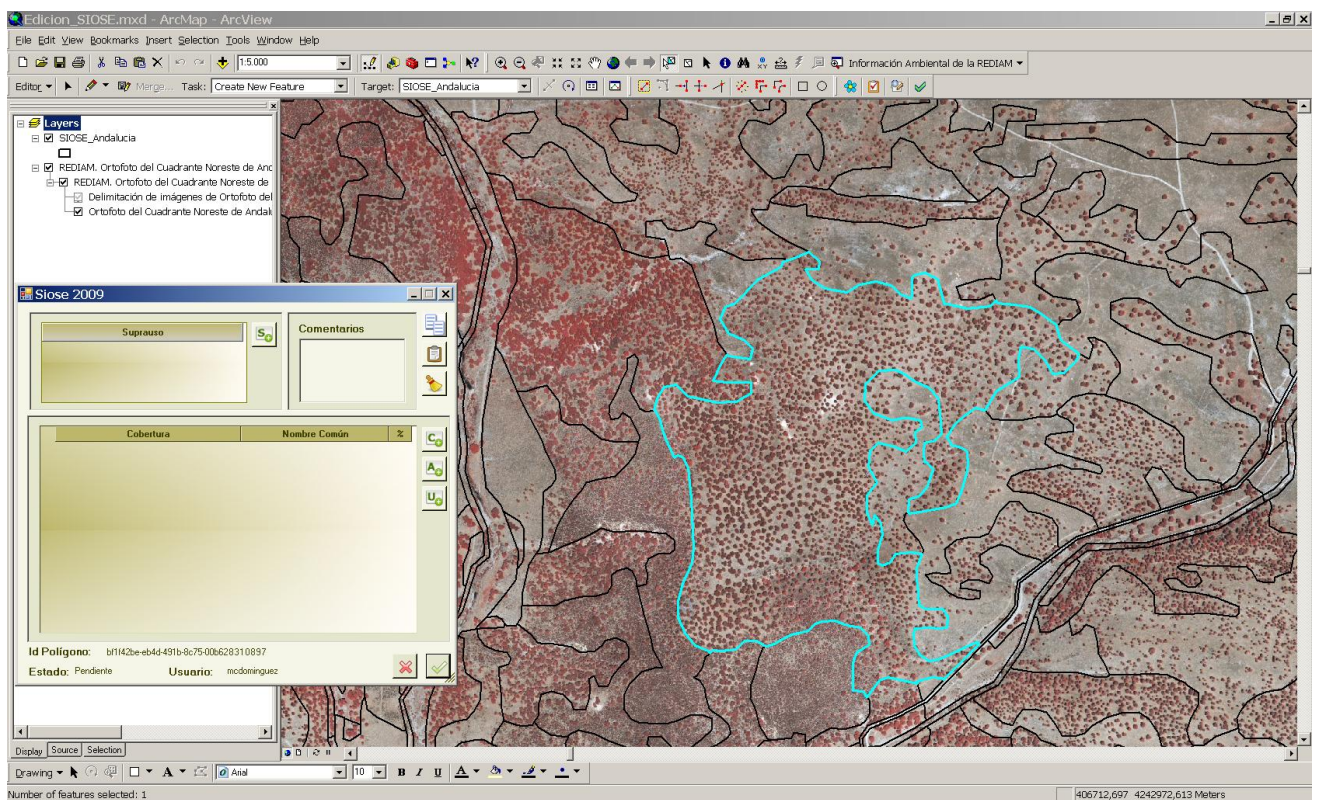 Edicion_SIOSE.mxd - ArcMap - ArcView
File Edit View Bookmarks Insert Selection Tools Window Help
1:5.000 Información Ambiental de la REDIAM
Editor Merge... Task: Create New Feature Target: SIOSE_Andalucia
Layers
SIOSE_Andalucia
REDIAM. Ortofoto del Cuadrante Noreste de And
REDIAM. Ortofoto del Cuadrante Noreste de
Delimitación de imágenes de Ortofoto del
Ortofoto del Cuadrante Noreste de Andalu
Siose 2009
Suprauso
S
Comentarios
Cobertura Nombre Común %
C
A
U
Id Polígono: bf1f42be-eb4d-491b-8c75-00b628310897
Estado: Pendiente Usuario: mcdominguez
Display Source Selection
Drawing A Arial 10 B I U A
Number of features selected: 1 406712,697 4242972,613 Meters